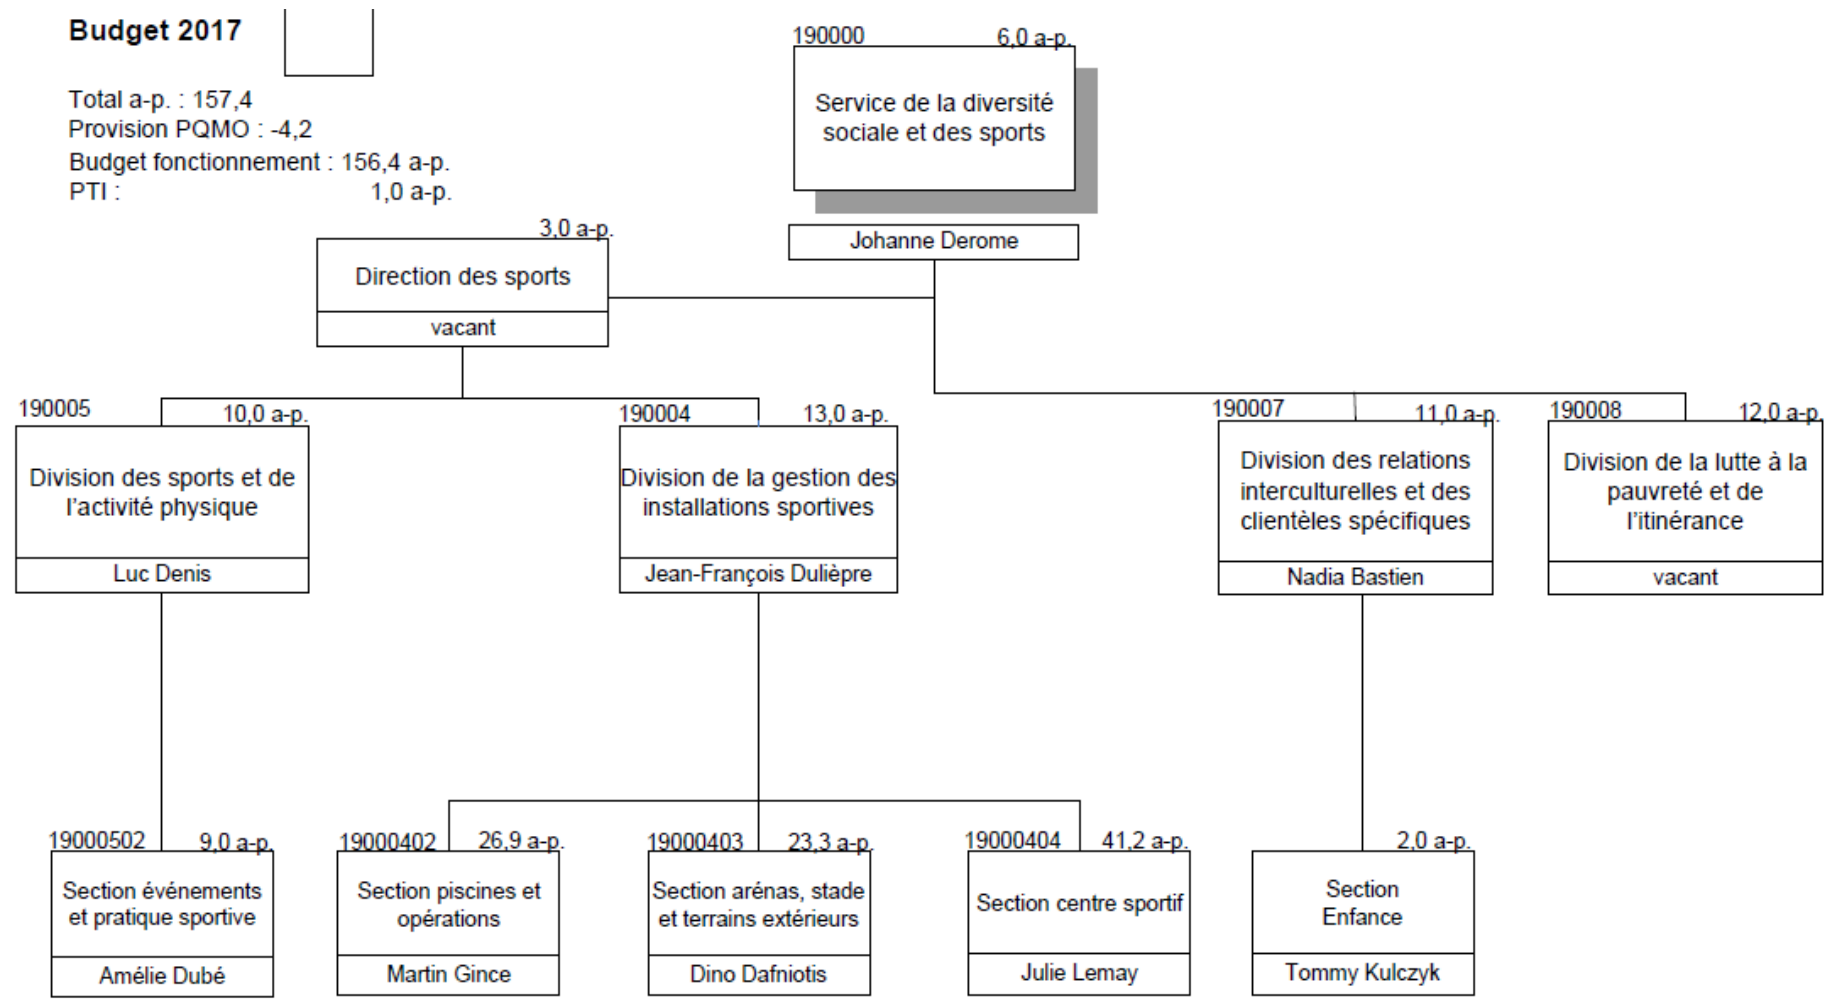 Budget 2017
Total a-p. : 157,4
Provision PQMO : -4,2
Budget fonctionnement : 156,4 a-p.
PTI : 1,0 a-p.
190000 6,0 a-p.
Service de la diversité
sociale et des sports
Johanne Derome
3,0 a-p.
Direction des sports
vacant
190005 10,0 a-p.
Division des sports et de
l'activité physique
Luc Denis
190004 13,0 a-p.
Division de la gestion des
installations sportives
Jean-François Dulièpre
190007 11,0 a-p.
Division des relations
interculturelles et des
clientèles spécifiques
Nadia Bastien
190008 12,0 a-p.
Division de la lutte à la
pauvreté et de
l'itinérance
vacant
19000502 9,0 a-p.
Section événements
et pratique sportive
Amélie Dubé
19000402 26,9 a-p.
Section piscines et
opérations
Martin Gince
19000403 23,3 a-p.
Section arénas, stade
et terrains extérieurs
Dino Dafniotis
19000404 41,2 a-p.
Section centre sportif
Julie Lemay
2,0 a-p.
Section
Enfance
Tommy Kulczyk